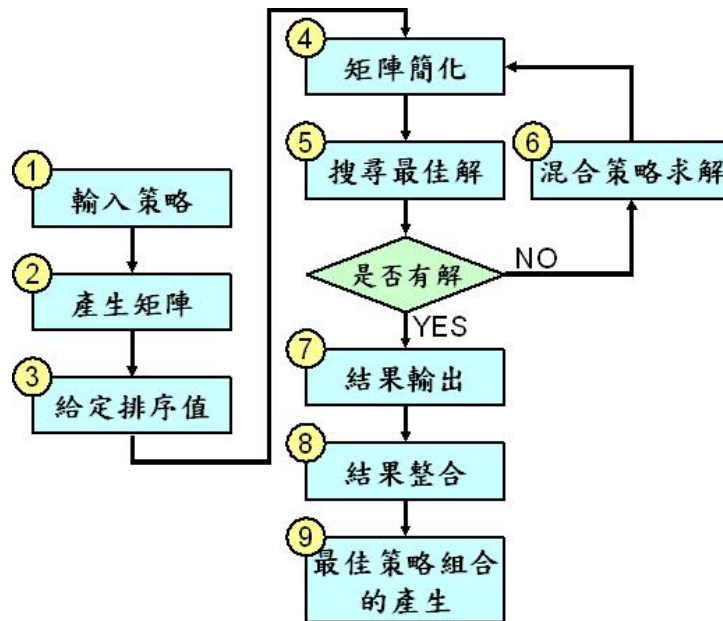 1
輸入策略
2
產生矩陣
3
給定排序值
4
矩陣簡化
5
搜尋最佳解
是否有解
NO
YES
6
混合策略求解
7
結果輸出
8
結果整合
9
最佳策略組合
的產生